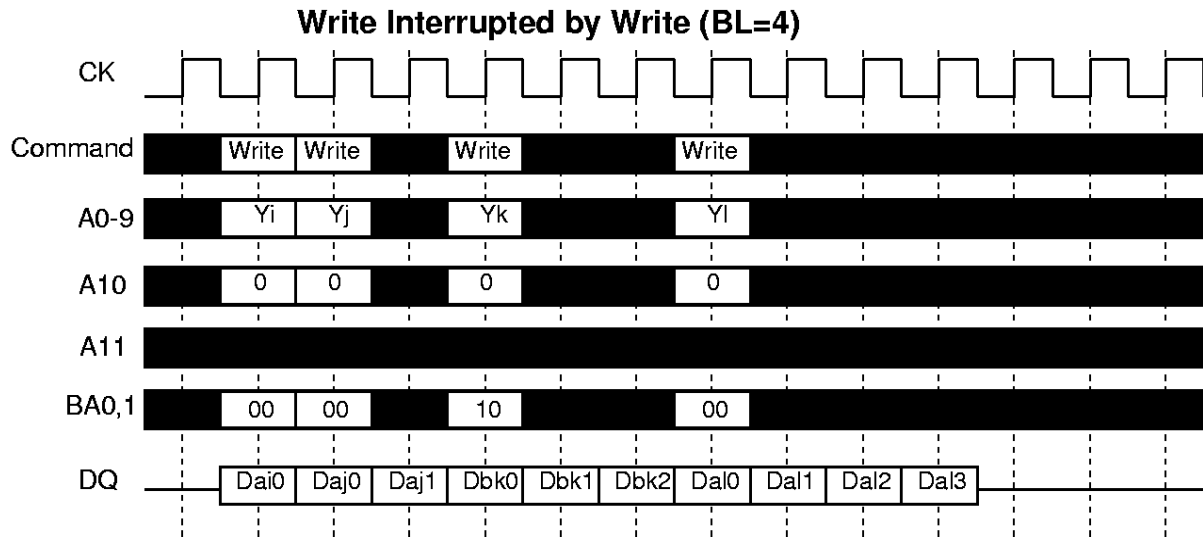 Write Interrupted by Write (BL=4)
CK
Command Write Write Write Write
A0-9 Yi Yj Yk Yl
A10 0 0 0 0
A11
BA0,1 00 00 10 00
DQ Dai0 Daj0 Daj1 Dbk0 Dbk1 Dbk2 Dal0 Dal1 Dal2 Dal3